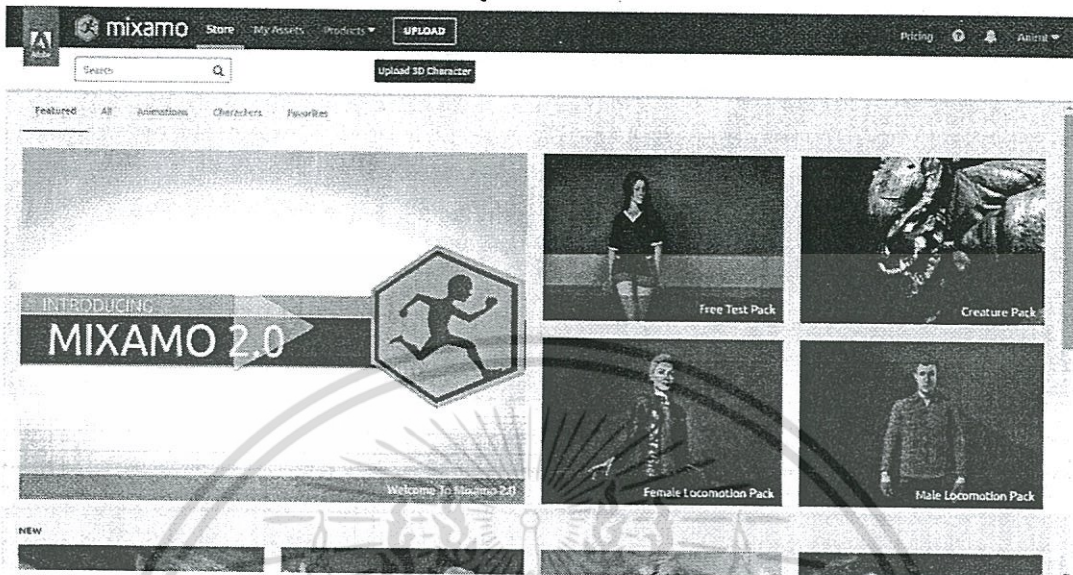 mixamo Store My Assets Products UPLOAD Pricing
Adobe
Search
Upload 3D Character
Featured All Animations Characters Favorites
INTRODUCING
MIXAMO 2.0
Welcome To Mixamo 2.0
Free Test Pack
Creature Pack
Female Locomotion Pack
Male Locomotion Pack
NEW